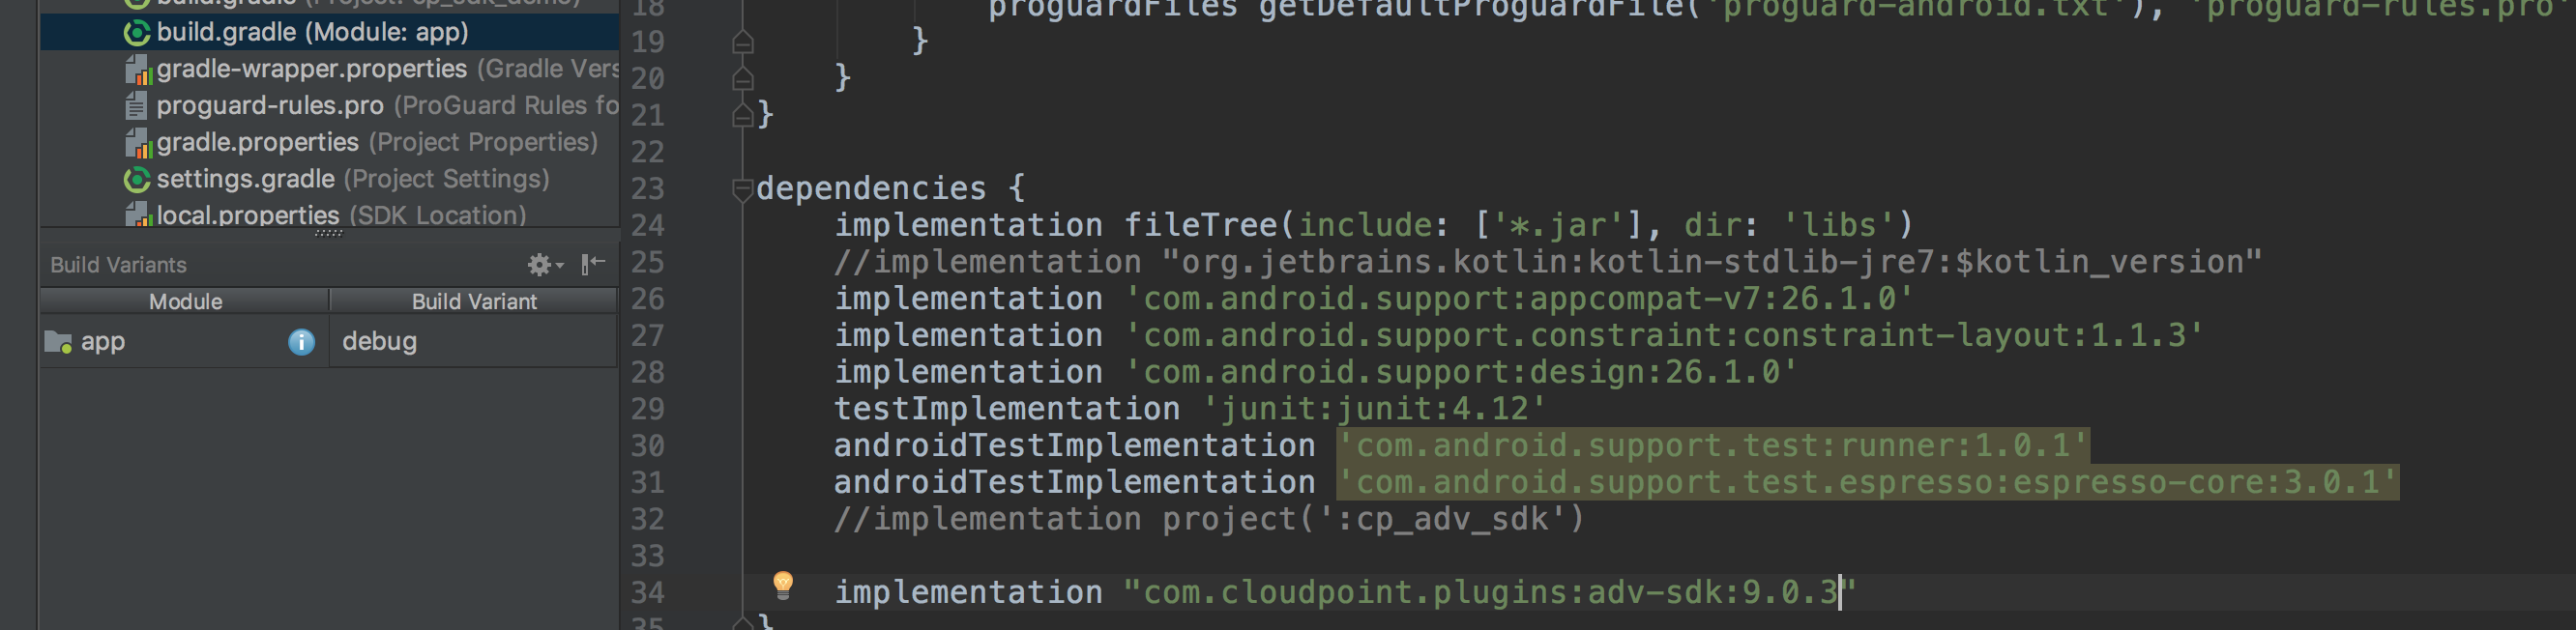 build.gradle (Project: cp_sdk_demo)
build.gradle (Module: app)
gradle-wrapper.properties (Gradle Vers
proguard-rules.pro (ProGuard Rules fo
gradle.properties (Project Properties)
settings.gradle (Project Settings)
local.properties (SDK Location)
Build Variants
Module Build Variant
app debug
18 proguardFiles getDefaultProguardFile('proguard-android.txt'), 'proguard-rules.pro'
19 }
20 }
21 }
22
23 dependencies {
24 implementation fileTree(include: ['*.jar'], dir: 'libs')
25 //implementation "org.jetbrains.kotlin:kotlin-stdlib-jre7:$kotlin_version"
26 implementation 'com.android.support:appcompat-v7:26.1.0'
27 implementation 'com.android.support.constraint:constraint-layout:1.1.3'
28 implementation 'com.android.support:design:26.1.0'
29 testImplementation 'junit:junit:4.12'
30 androidTestImplementation 'com.android.support.test:runner:1.0.1'
31 androidTestImplementation 'com.android.support.test.espresso:espresso-core:3.0.1'
32 //implementation project(':cp_adv_sdk')
33
34 implementation "com.cloudpoint.plugins:adv-sdk:9.0.3"
35 }